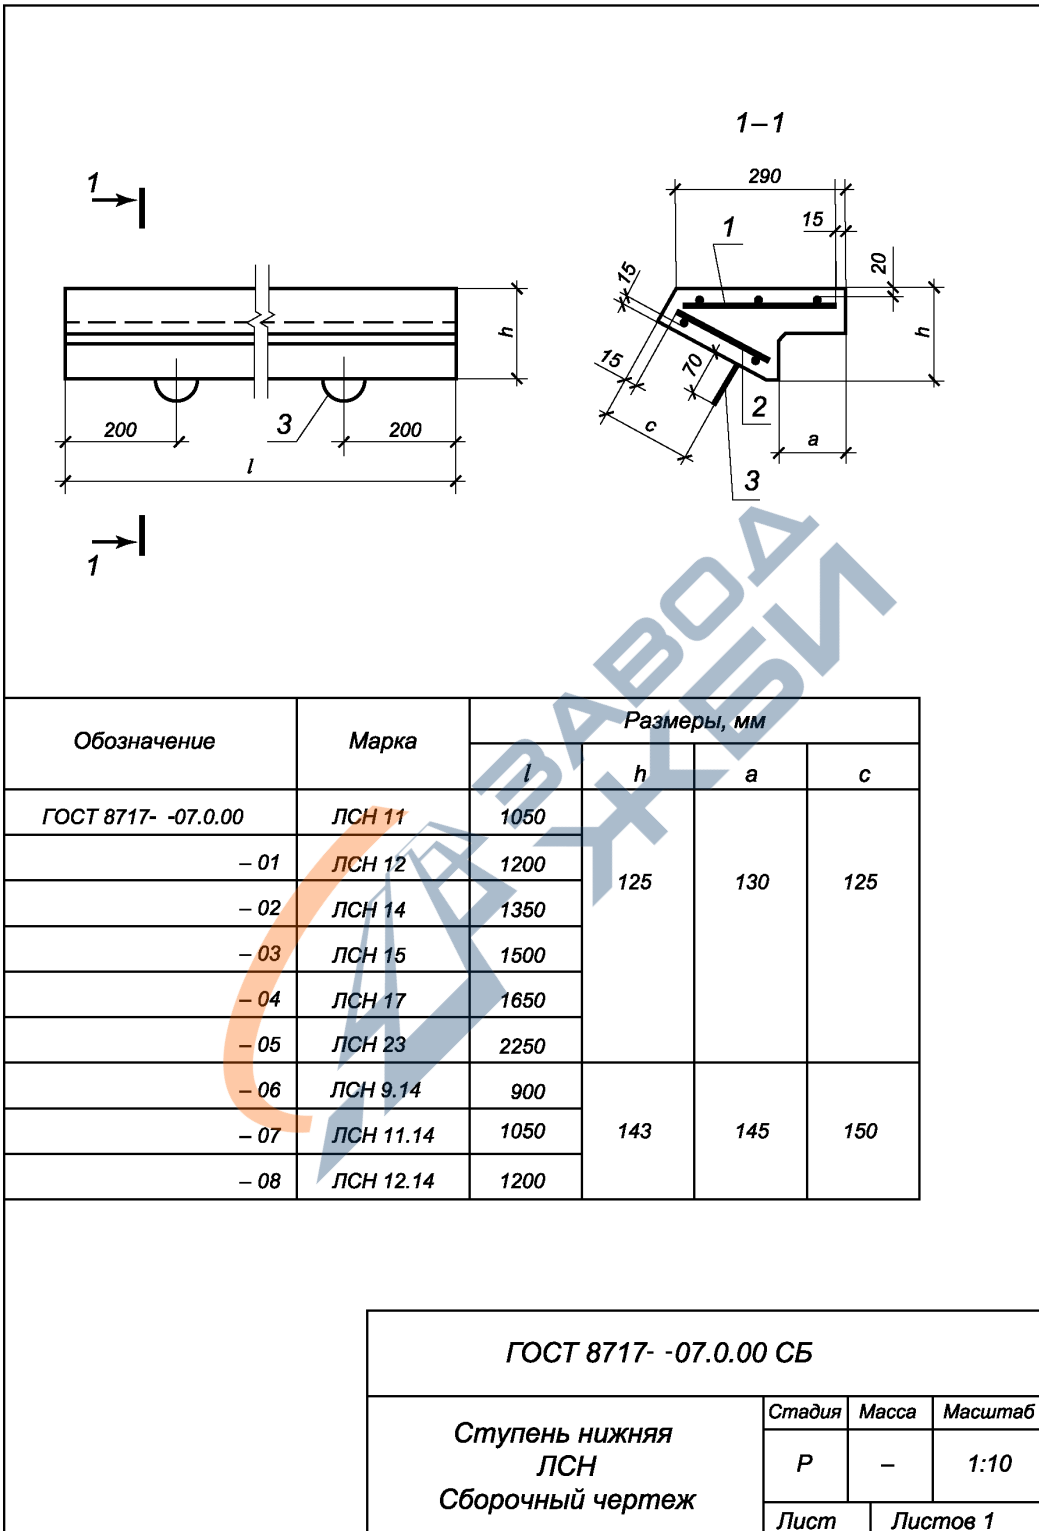 1–1
290
1
15
1
20
15
h
h
15
70
2
c
a
200
3
200
l
3
1
ЗАВОД
ЖБИ
Обозначение
Марка
Размеры, мм
l
h
a
c
ГОСТ 8717- -07.0.00
ЛСН 11
1050
– 01
ЛСН 12
1200
125
130
125
– 02
ЛСН 14
1350
– 03
ЛСН 15
1500
– 04
ЛСН 17
1650
– 05
ЛСН 23
2250
– 06
ЛСН 9.14
900
– 07
ЛСН 11.14
1050
143
145
150
– 08
ЛСН 12.14
1200
ГОСТ 8717- -07.0.00 СБ
Ступень нижняя
ЛСН
Сборочный чертеж
Стадия
Масса
Масштаб
Р
–
1:10
Лист
Листов 1